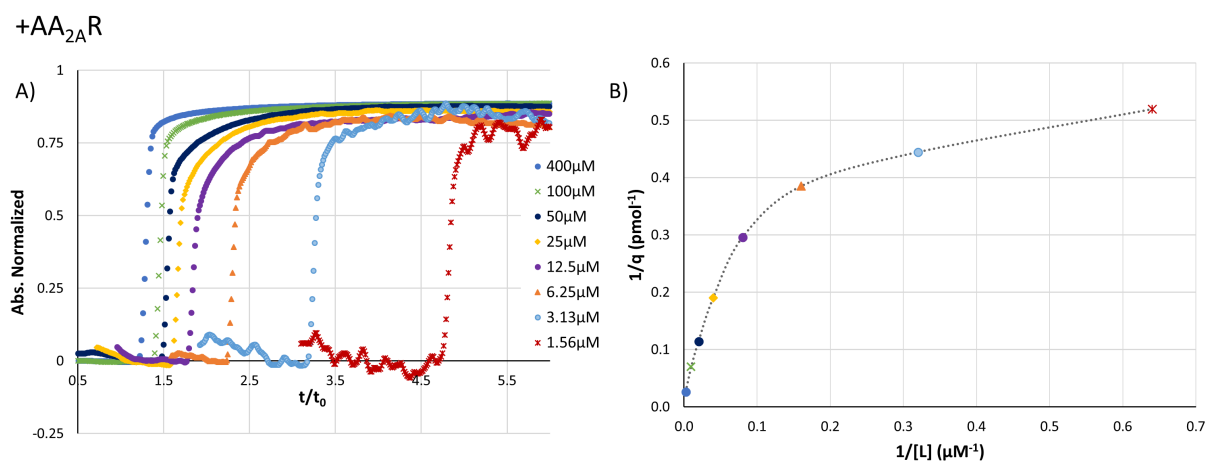 +AA2AR
A)
Abs. Normalized
1
0.75
0.5
0.25
0
-0.25
0.5
1.5
2.5
3.5
4.5
5.5
t/t0
400µM
100µM
50µM
25µM
12.5µM
6.25µM
3.13µM
1.56µM
B)
1/q (pmol-1)
0.6
0.5
0.4
0.3
0.2
0.1
0.0
0.0
0.1
0.2
0.3
0.4
0.5
0.6
0.7
1/[L] (µM-1)